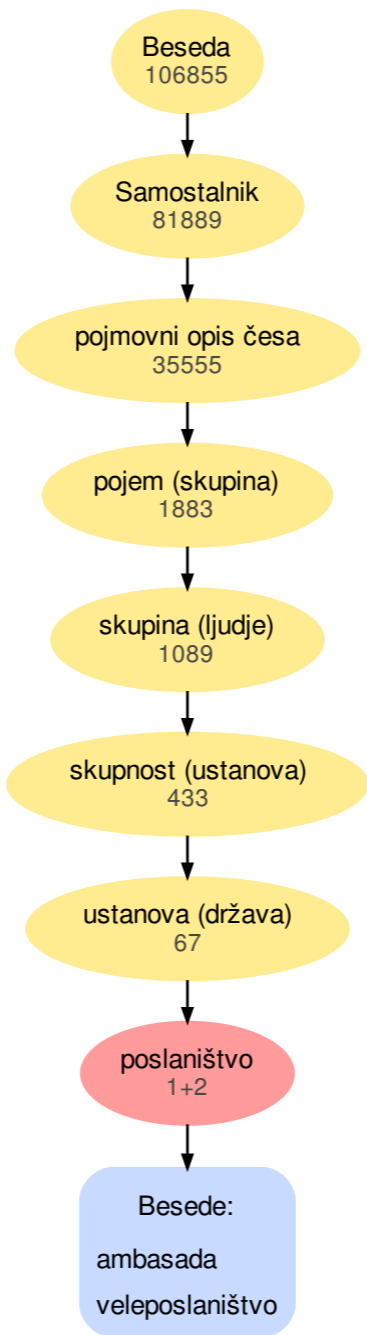 Beseda
106855
Samostalnik
81889
pojmovni opis česa
35555
pojem (skupina)
1883
skupina (ljudje)
1089
skupnost (ustanova)
433
ustanova (država)
67
poslaništvo
1+2
Besede:
ambasada
veleposlaništvo